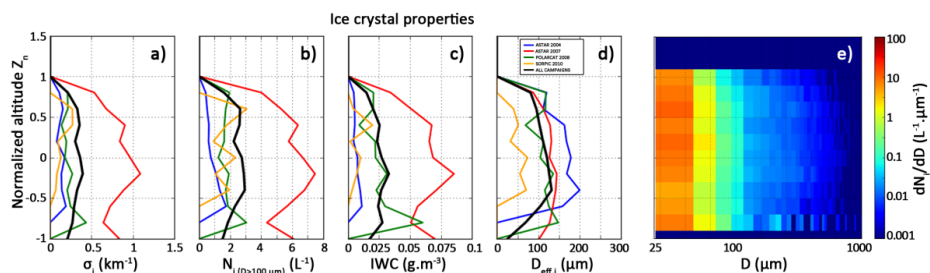 Ice crystal properties
Normalized altitude Zn
1.5
1.0
0.5
0
-0.5
-1
a)
0
0.5
1
1.5
σi (km-1)
b)
0
2
4
6
8
Ni (D>100 μm) (L-1)
c)
0
0.025
0.05
0.075
0.1
IWC (g.m-3)
d)
ASTAR 2004
ASTAR 2007
POLARCAT 2008
SORPIC 2010
ALL CAMPAIGNS
0
100
200
300
Deff,i (μm)
e)
25
100
1000
D (μm)
100
10
1
0.1
0.01
0.001
dNi/dD (L-1.μm-1)